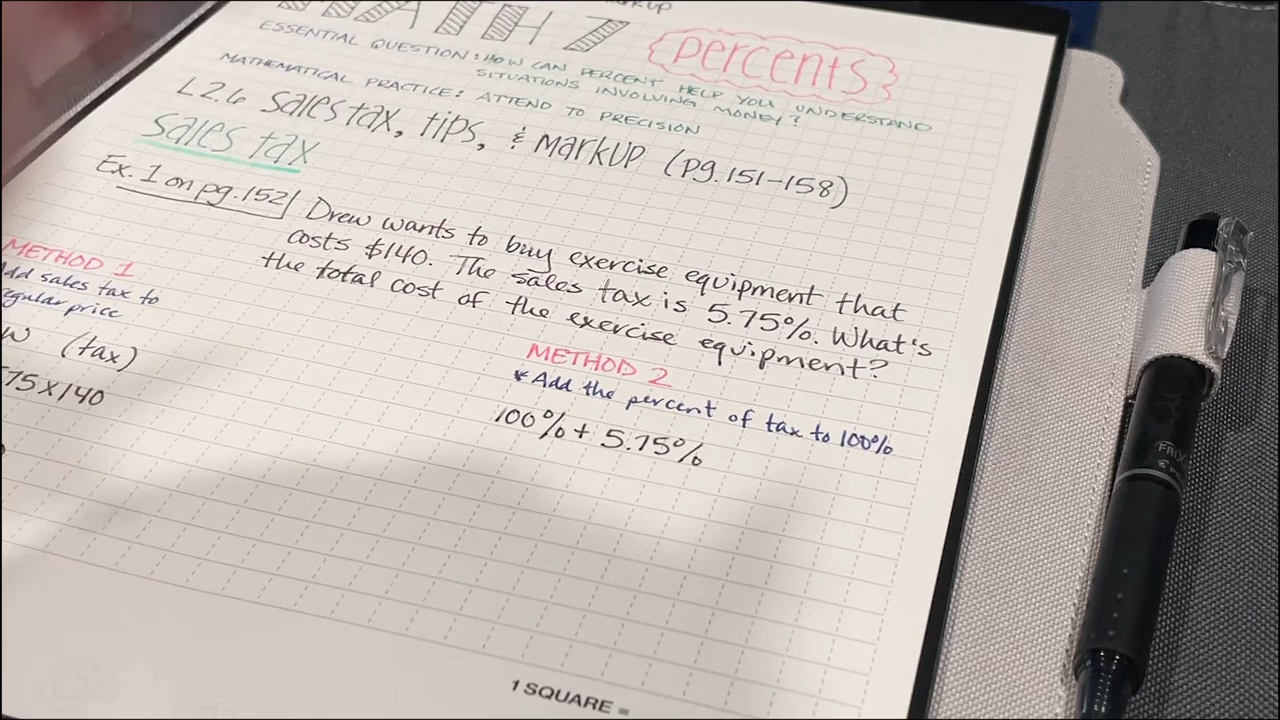 MATH 7 percents
ESSENTIAL QUESTION: HOW CAN PERCENT HELP YOU UNDERSTAND
SITUATIONS INVOLVING MONEY?
MATHEMATICAL PRACTICE: ATTEND TO PRECISION
L2.6 sales tax, tips, & MARKUP (pg. 151-158)
sales tax
Ex. 1 on pg. 152
Drew wants to buy exercise equipment that
costs $140. The sales tax is 5.75%. What's
the total cost of the exercise equipment?
METHOD 1
Add sales tax to
regular price
(tax)
575 x 140
METHOD 2
* Add the percent of tax to 100%
100% + 5.75%
1 SQUARE =